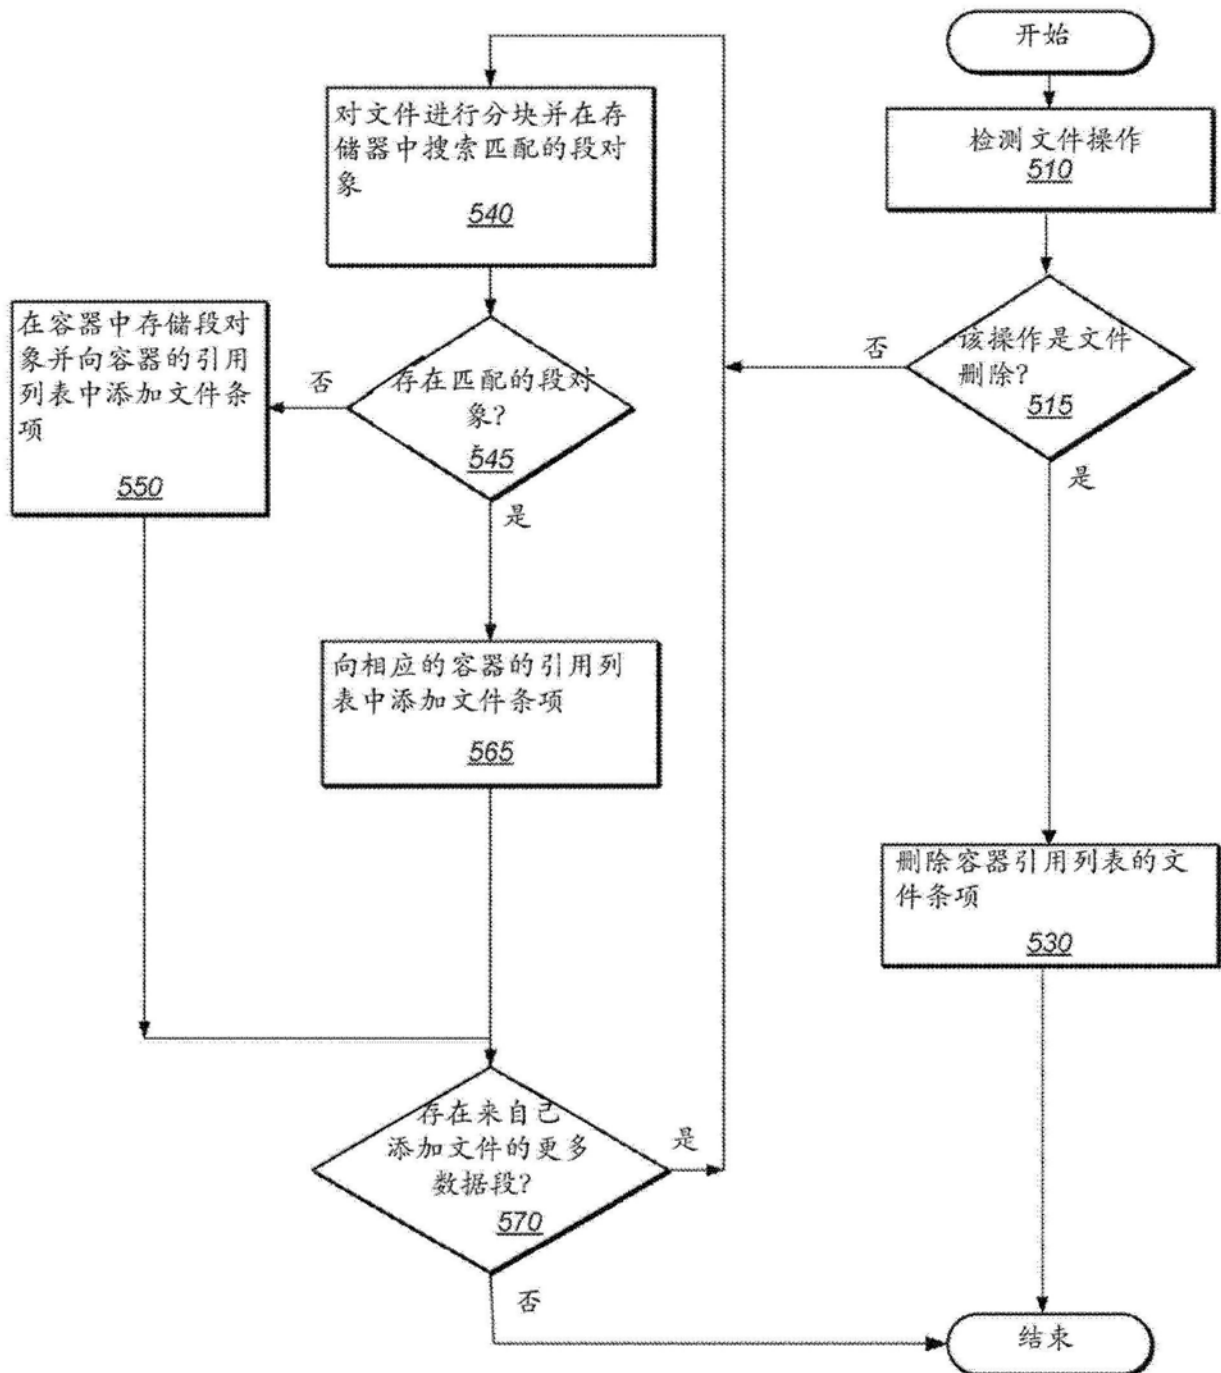 开始
检测文件操作
510
该操作是文件
删除?
515
否
是
对文件进行分块并在存
储器中搜索匹配的段对
象
540
存在匹配的段对
象?
545
否
是
在容器中存储段对
象并向容器的引用
列表中添加文件条
项
550
向相应的容器的引用列
表中添加文件条项
565
删除容器引用列表的文
件条项
530
存在来自己
添加文件的更多
数据段?
570
是
否
结束